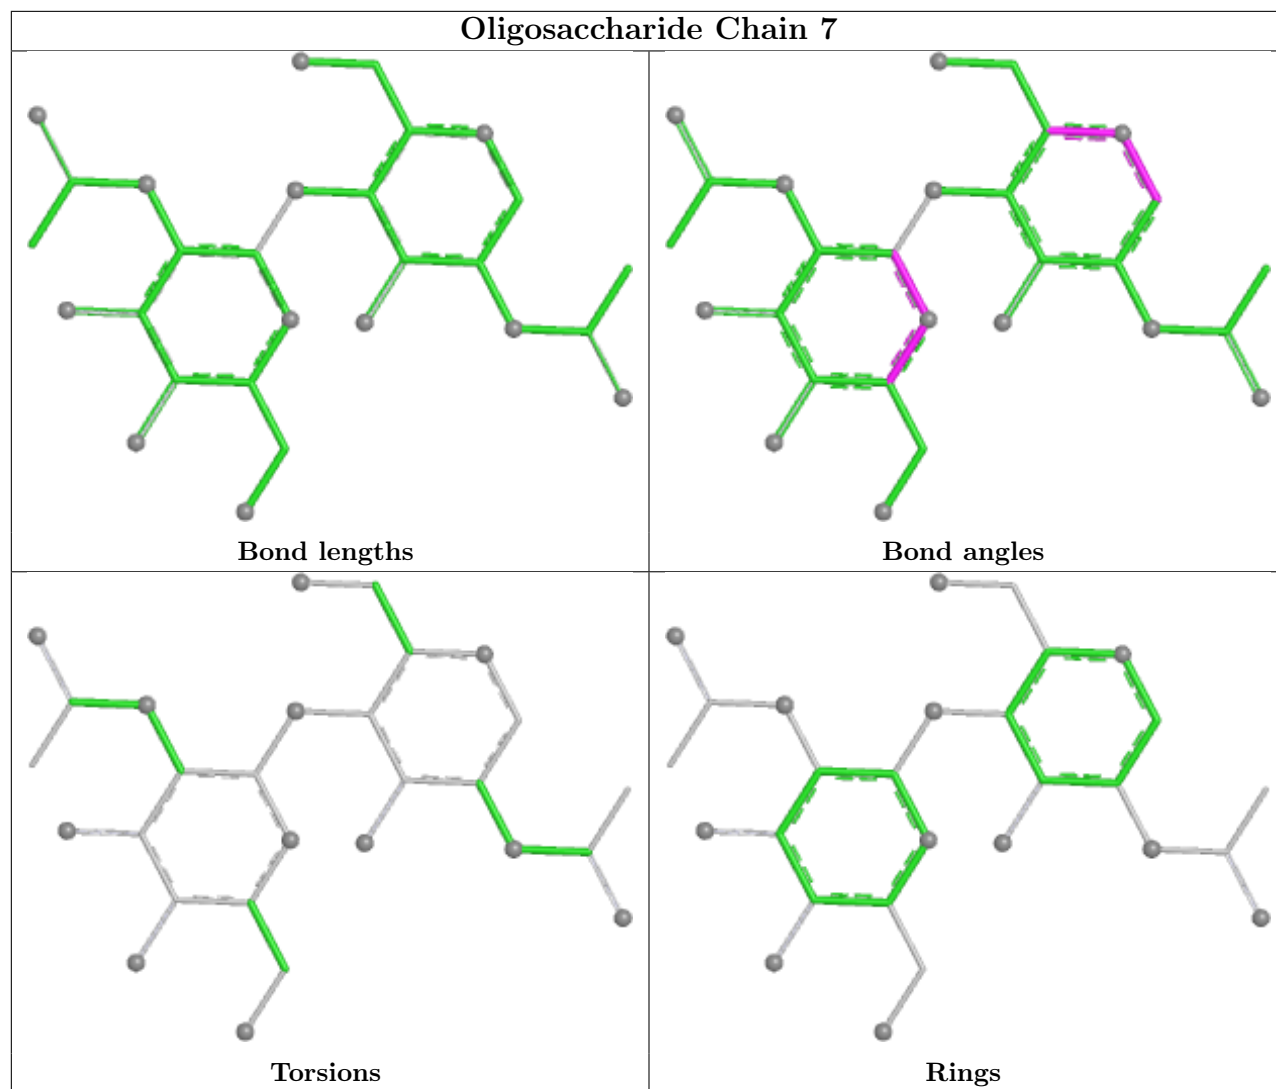 Oligosaccharide Chain 7
Bond lengths
Bond angles
Torsions
Rings